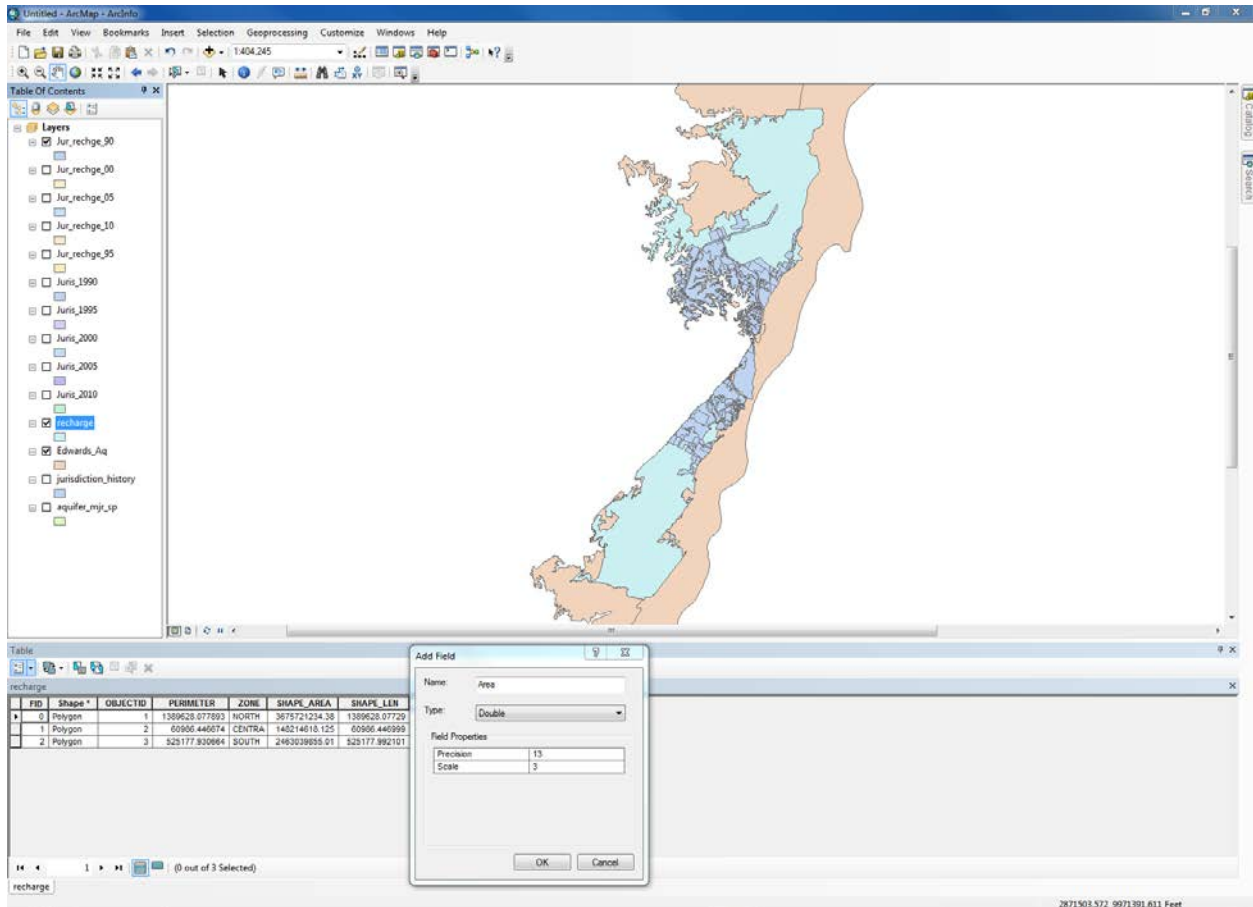 Untitled - ArcMap - ArcInfo
File Edit View Bookmarks Insert Selection Geoprocessing Customize Windows Help
1:404,245
Table Of Contents
Layers
Jur_rechge_90
Jur_rechge_00
Jur_rechge_05
Jur_rechge_10
Jur_rechge_95
Juris_1990
Juris_1995
Juris_2000
Juris_2005
Juris_2010
recharge
Edwards_Aq
jurisdiction_history
aquifer_mjr_sp
Catalog
Search
Table
recharge
FID Shape * OBJECTID PERIMETER ZONE SHAPE_AREA SHAPE_LEN
0 Polygon 1 1389628.077893 NORTH 3675721234.38 1389628.07729
1 Polygon 2 60986.446674 CENTRA 148214618.125 60986.446999
2 Polygon 3 525177.930664 SOUTH 2463039855.01 525177.992101
Add Field
Name: Area
Type: Double
Field Properties
Precision 13
Scale 3
OK Cancel
1 (0 out of 3 Selected)
recharge
2871503.572 9971391.611 Feet